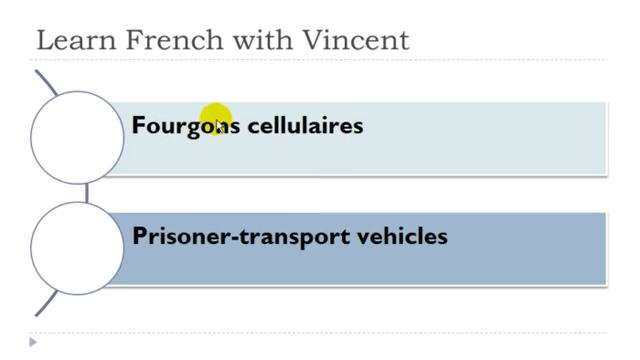 Learn French with Vincent
Fourgons cellulaires
Prisoner-transport vehicles